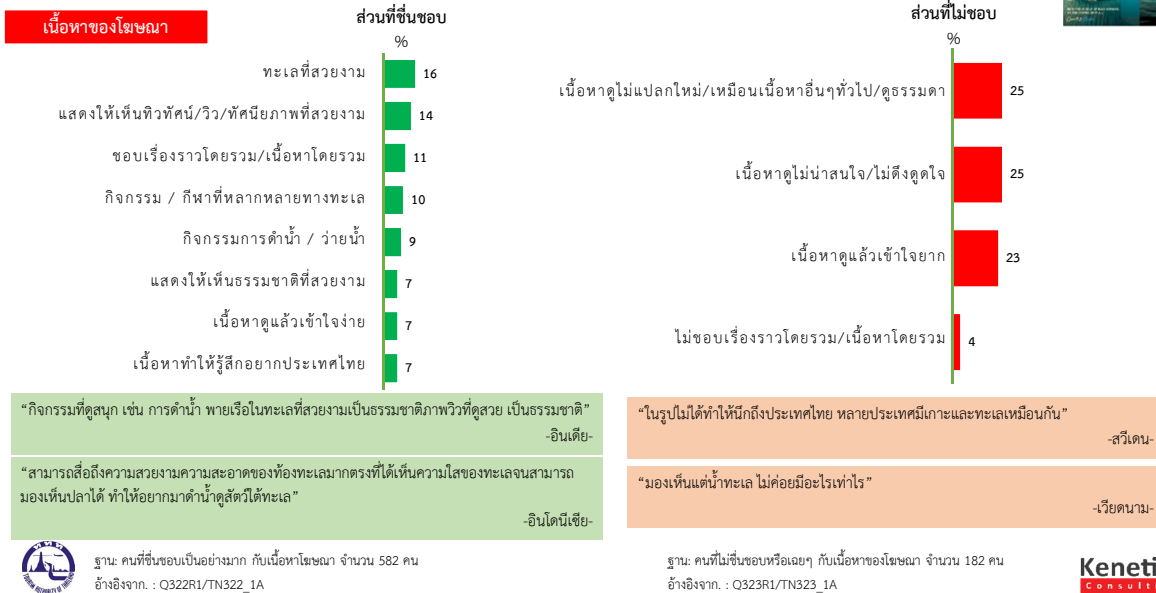 เนื้อหาของโฆษณา
ส่วนที่ชื่นชอบ
%
ทะเลที่สวยงาม 16
แสดงให้เห็นทิวทัศน์/วิว/ทัศนียภาพที่สวยงาม 14
ชอบเรื่องราวโดยรวม/เนื้อหาโดยรวม 11
กิจกรรม / กีฬาที่หลากหลายทางทะเล 10
กิจกรรมการดำน้ำ / ว่ายน้ำ 9
แสดงให้เห็นธรรมชาติที่สวยงาม 7
เนื้อหาดูแล้วเข้าใจง่าย 7
เนื้อหาทำให้รู้สึกอยากประเทศไทย 7
“กิจกรรมที่ดูสนุก เช่น การดำน้ำ พายเรือในทะเลที่สวยงามเป็นธรรมชาติภาพวิวที่ดูสวย เป็นธรรมชาติ”
-อินเดีย-
“สามารถสื่อถึงความสวยงามความสะอาดของท้องทะเลมากตรงที่ได้เห็นความใสของทะเลจนสามารถ
มองเห็นปลาได้ ทำให้อยากมาดำน้ำดูสัตว์ใต้ทะเล”
-อินโดนีเซีย-
ฐาน: คนที่ชื่นชอบเป็นอย่างมาก กับเนื้อหาโฆษณา จำนวน 582 คน
อ้างอิงจาก. : Q322R1/TN322_1A
ส่วนที่ไม่ชอบ
%
เนื้อหาดูไม่แปลกใหม่/เหมือนเนื้อหาอื่นๆทั่วไป/ดูธรรมดา 25
เนื้อหาดูไม่น่าสนใจ/ไม่ดึงดูดใจ 25
เนื้อหาดูแล้วเข้าใจยาก 23
ไม่ชอบเรื่องราวโดยรวม/เนื้อหาโดยรวม 4
“ในรูปไม่ได้ทำให้นึกถึงประเทศไทย หลายประเทศมีเกาะและทะเลเหมือนกัน”
-สวีเดน-
“มองเห็นแต่น้ำทะเล ไม่ค่อยมีอะไรเท่าไร”
-เวียดนาม-
ฐาน: คนที่ไม่ชื่นชอบหรือเฉยๆ กับเนื้อหาของโฆษณา จำนวน 182 คน
อ้างอิงจาก. : Q323R1/TN323_1A
Keneti
Consult